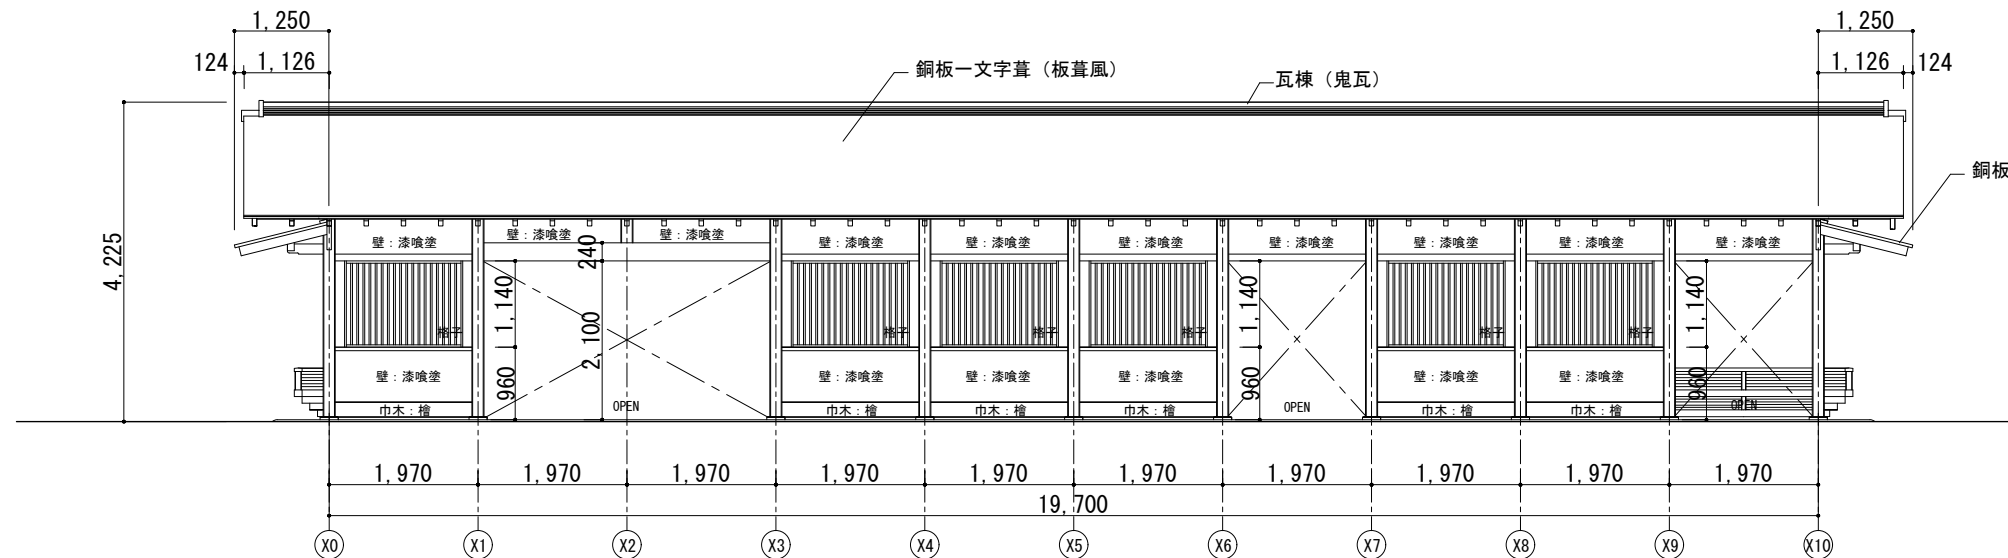 1,250
1,250
124
1,126
1,126
124
銅板一文字葺（板葺風）
瓦棟（鬼瓦）
銅板
4,225
壁：漆喰塗
壁：漆喰塗
壁：漆喰塗
壁：漆喰塗
壁：漆喰塗
壁：漆喰塗
壁：漆喰塗
壁：漆喰塗
壁：漆喰塗
壁：漆喰塗
240
1,140
2,100
960
1,140
960
1,140
960
格子
格子
格子
格子
格子
格子
壁：漆喰塗
壁：漆喰塗
壁：漆喰塗
壁：漆喰塗
壁：漆喰塗
壁：漆喰塗
OPEN
OPEN
OPEN
巾木：檜
巾木：檜
巾木：檜
巾木：檜
巾木：檜
巾木：檜
1,970
1,970
1,970
1,970
1,970
1,970
1,970
1,970
1,970
1,970
19,700
X0
X1
X2
X3
X4
X5
X6
X7
X8
X9
X10